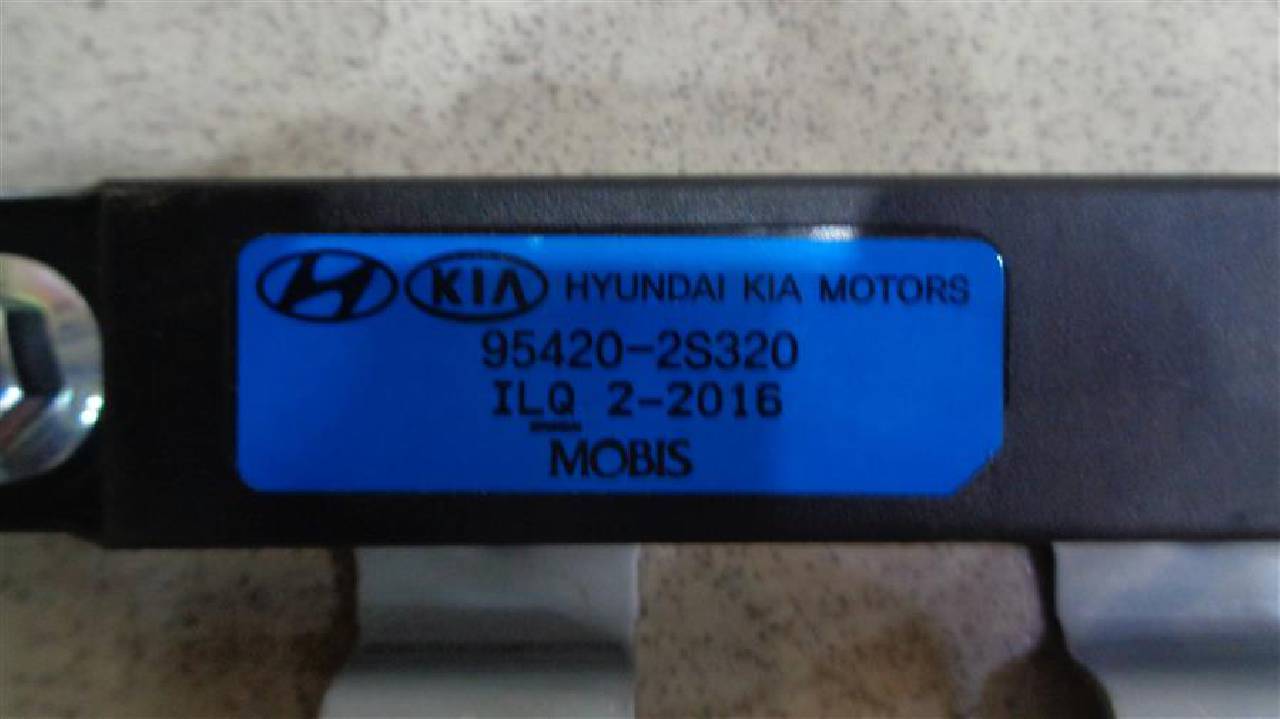 KIA HYUNDAI KIA MOTORS
95420-2S320
ILQ 2-2016
MOBIS